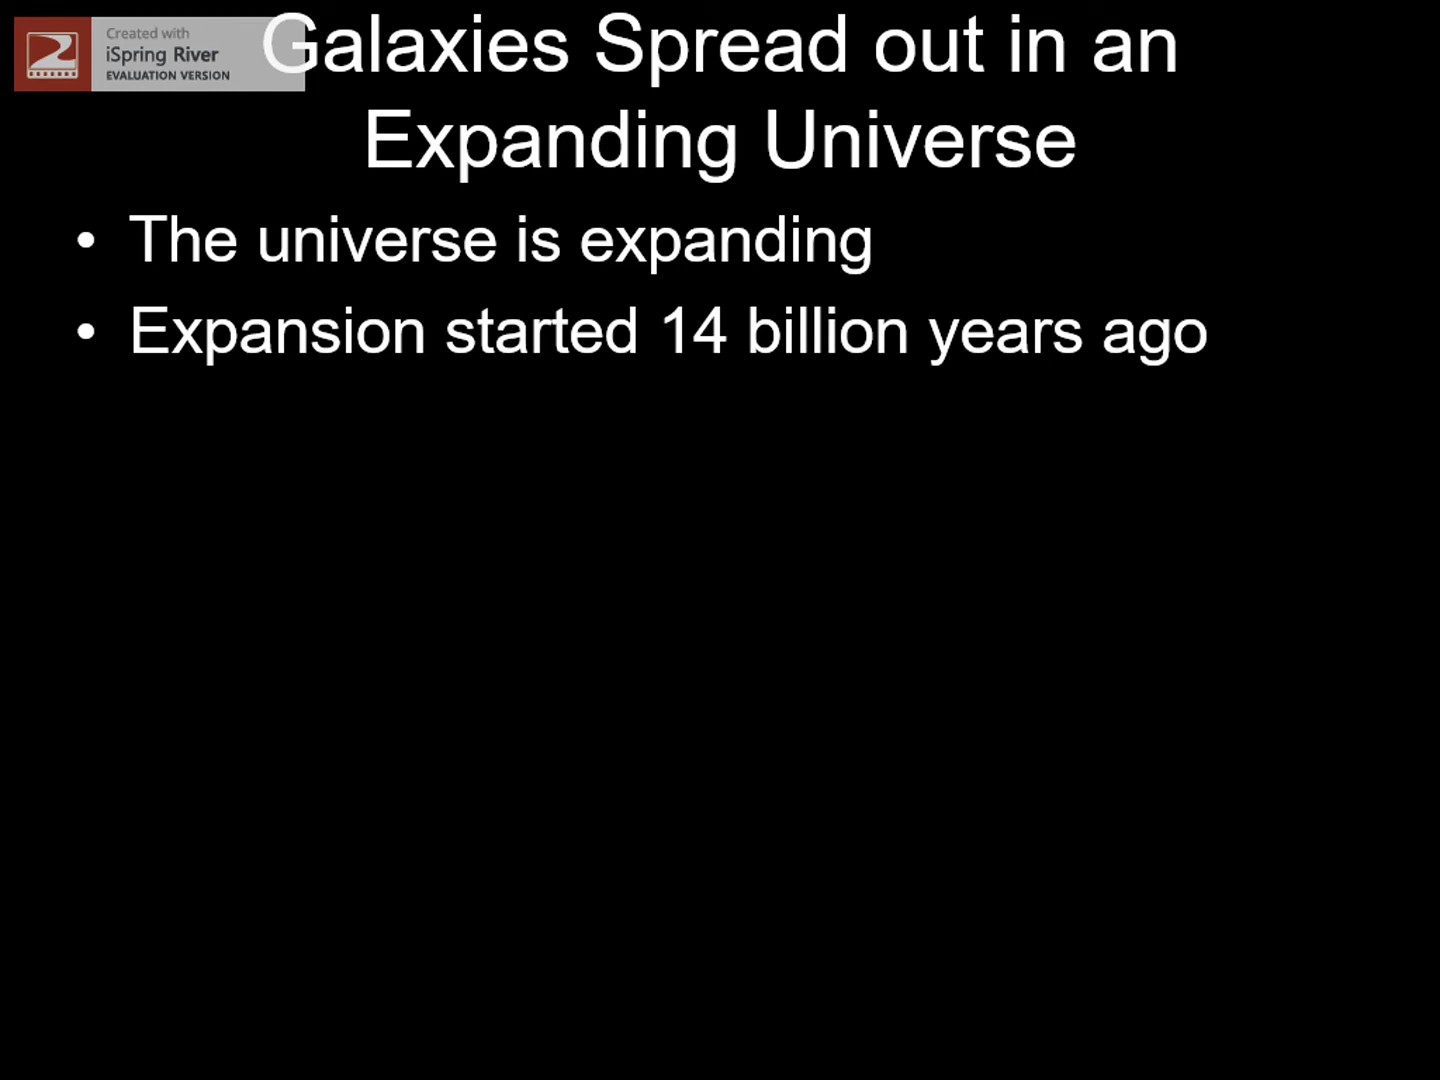 Created with
iSpring River
EVALUATION VERSION
Galaxies Spread out in an
Expanding Universe
• The universe is expanding
• Expansion started 14 billion years ago